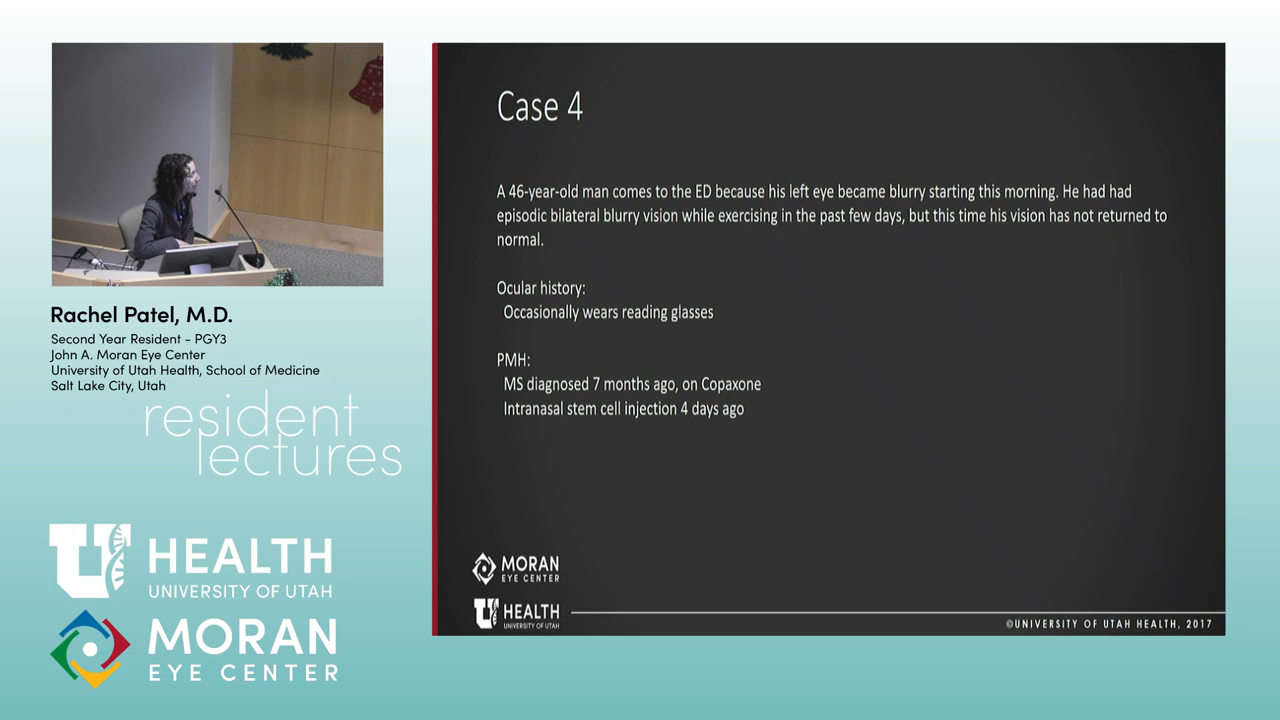 Rachel Patel, M.D.
Second Year Resident - PGY3
John A. Moran Eye Center
University of Utah Health, School of Medicine
Salt Lake City, Utah
resident
lectures
U HEALTH
UNIVERSITY OF UTAH
MORAN
EYE CENTER
Case 4
A 46-year-old man comes to the ED because his left eye became blurry starting this morning. He had had
episodic bilateral blurry vision while exercising in the past few days, but this time his vision has not returned to
normal.
Ocular history:
Occasionally wears reading glasses
PMH:
MS diagnosed 7 months ago, on Copaxone
Intranasal stem cell injection 4 days ago
MORAN
EYE CENTER
U HEALTH
UNIVERSITY OF UTAH
©UNIVERSITY OF UTAH HEALTH, 2017